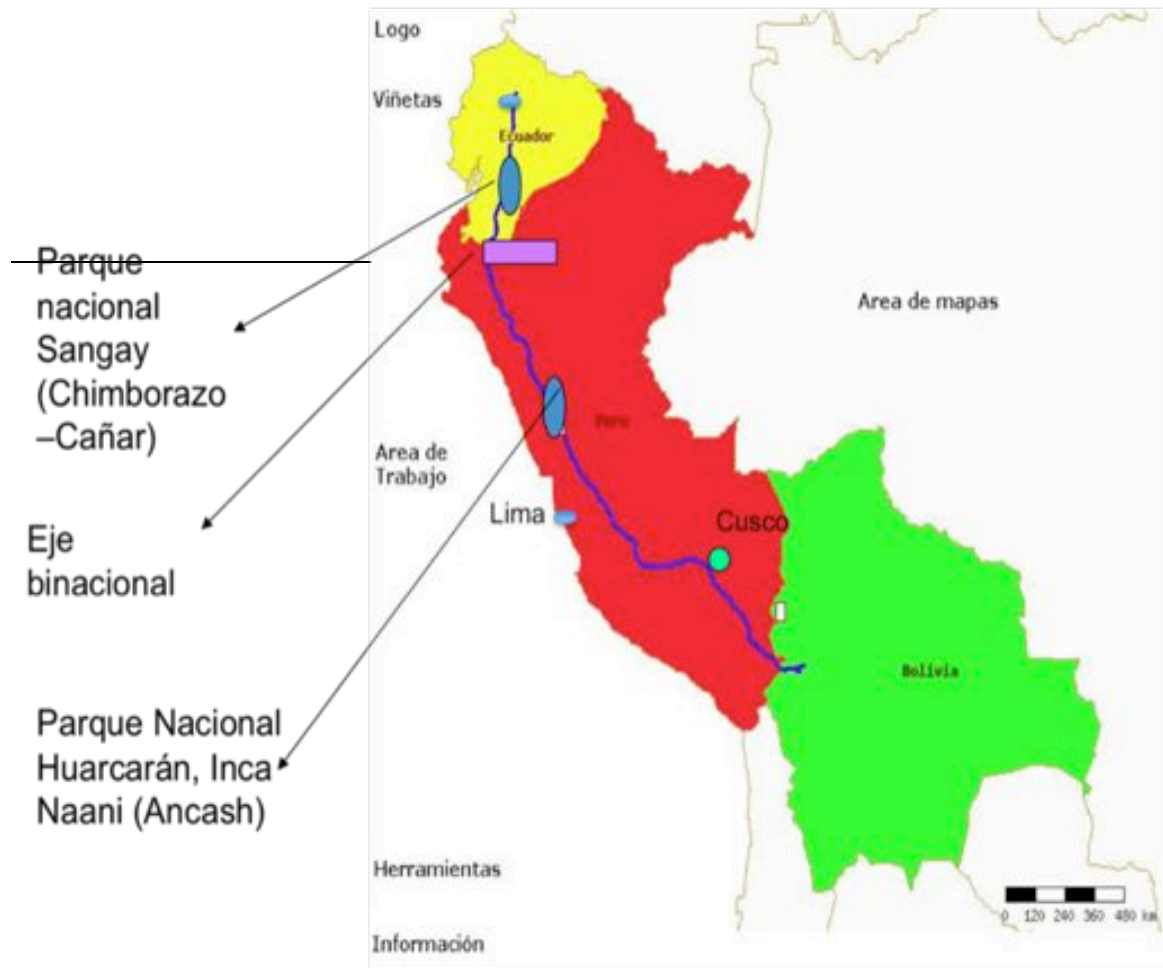 Logo
Viñetas
Ecuador
Parque
nacional
Sangay
(Chimborazo
–Cañar)
Area de mapas
Peru
Area de
Trabajo
Lima
Cusco
Eje
binacional
Bolivia
Parque Nacional
Huarcarán, Inca
Naani (Ancash)
Herramientas
0 120 240 360 480 km
Información